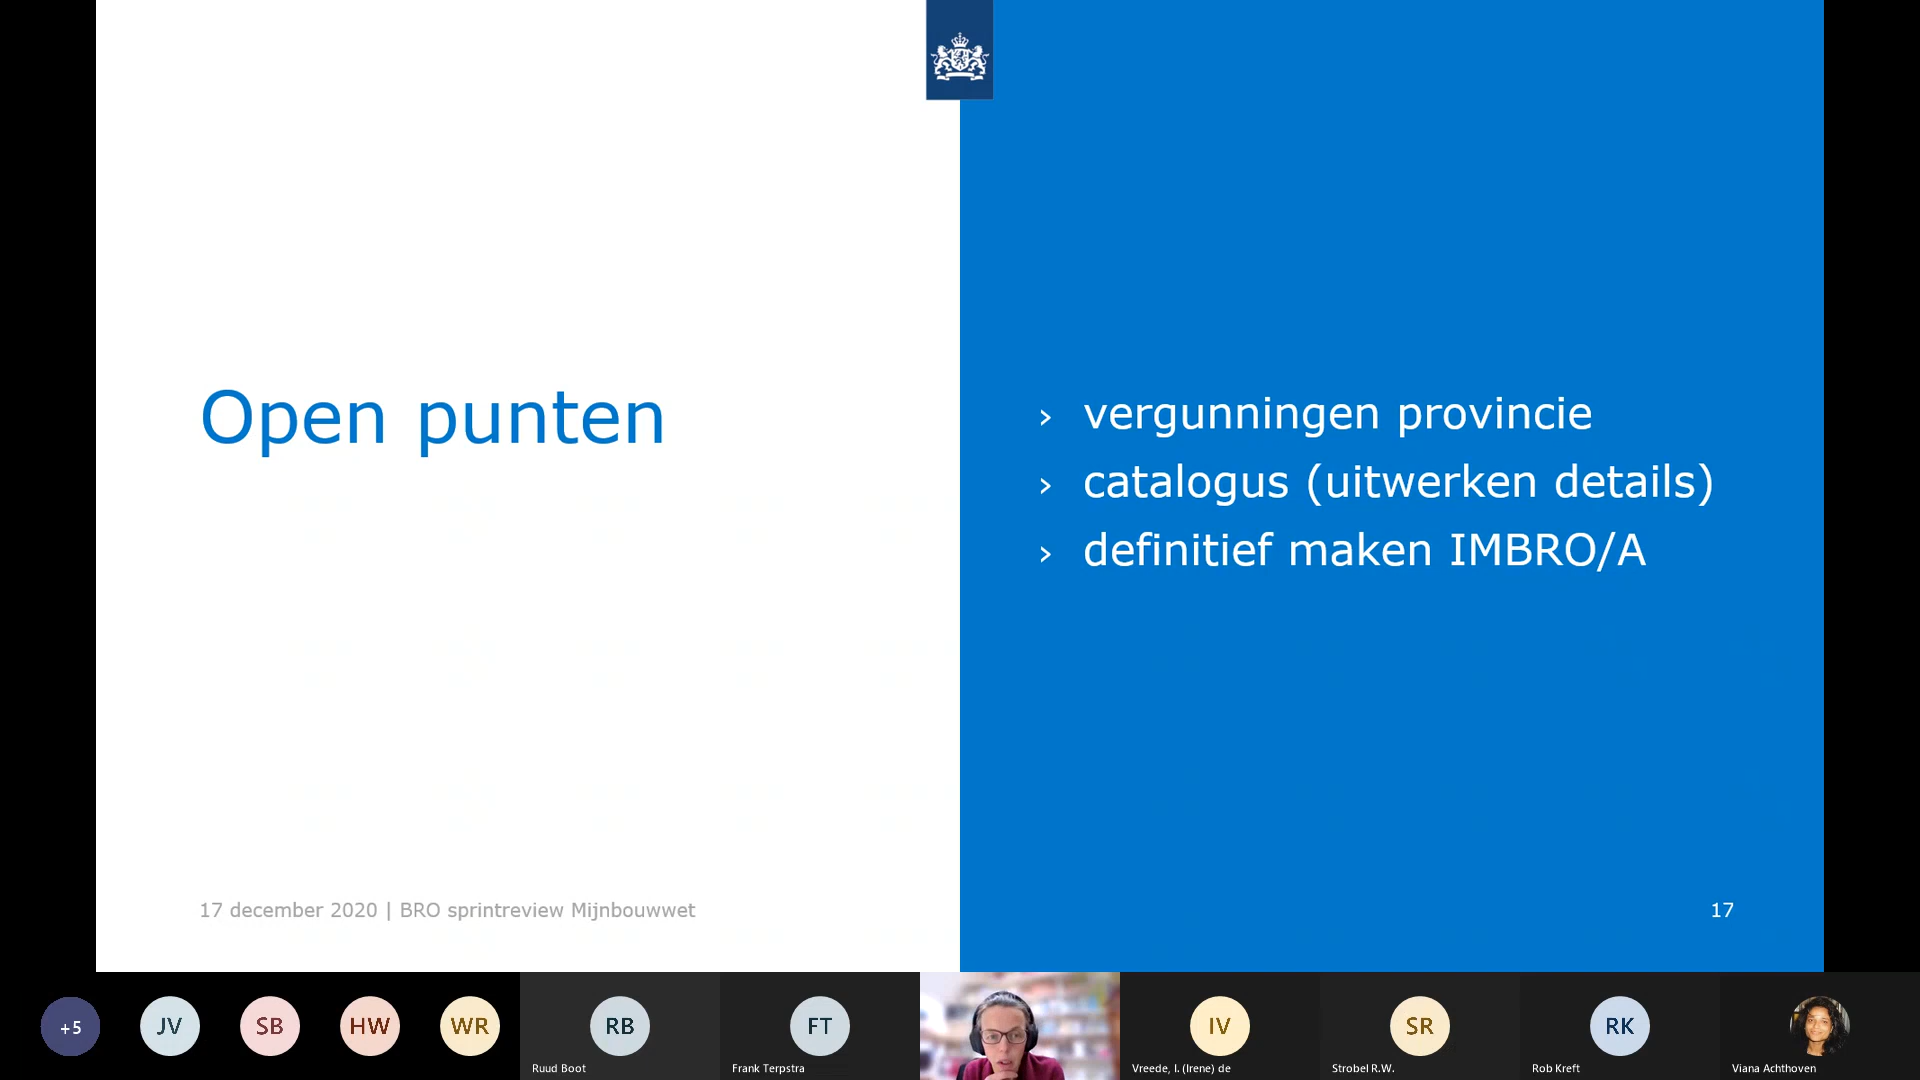 Open punten
› vergunningen provincie
› catalogus (uitwerken details)
› definitief maken IMBRO/A
17 december 2020 | BRO sprintreview Mijnbouwwet
17
+5
JV
SB
HW
WR
RB
Ruud Boot
FT
Frank Terpstra
IV
Vreede, I. (Irene) de
SR
Strobel R.W.
RK
Rob Kreft
Viana Achthoven